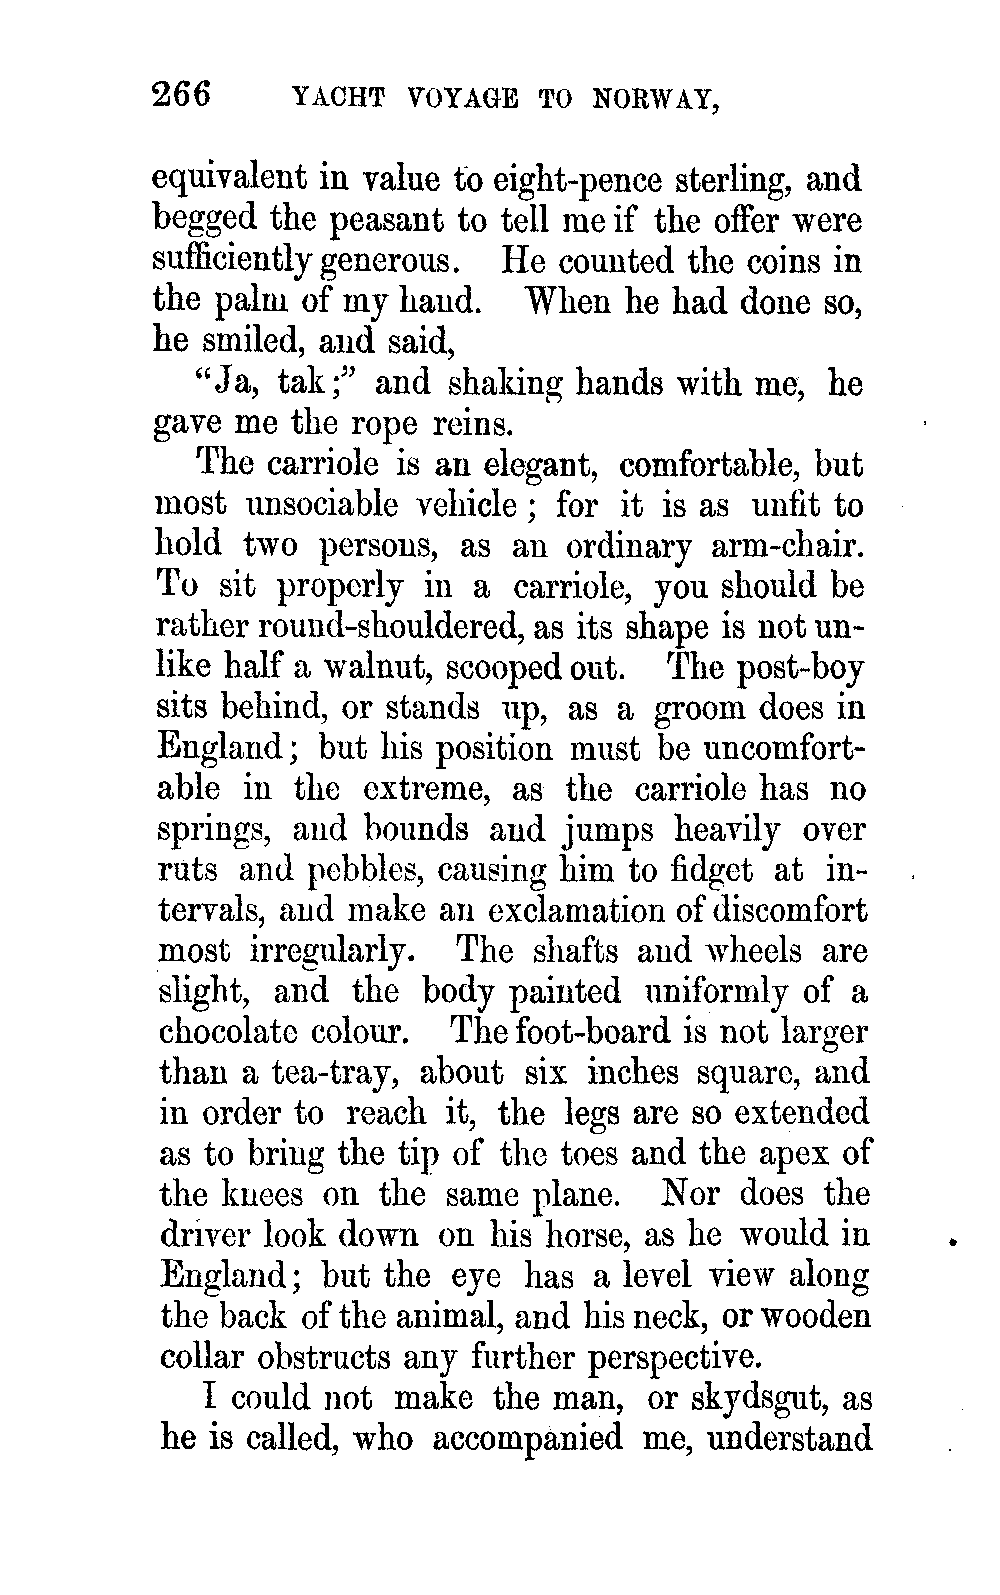 266 YACHT VOYAGE TO NORWAY,
equivalent in value to eight-pence sterling, and
begged the peasant to tell me if the offer were
sufficiently generous. He counted the coins in
the palm of my hand. When he had done so,
he smiled, and said,
"Ja, tak;" and shaking hands with me, he
gave me the rope reins.
The carriole is an elegant, comfortable, but
most unsociable vehicle; for it is as unfit to
hold two persons, as an ordinary arm-chair.
To sit properly in a carriole, you should be
rather round-shouldered, as its shape is not un-
like half a walnut, scooped out. The post-boy
sits behind, or stands up, as a groom does in
England; but his position must be uncomfort-
able in the extreme, as the carriole has no
springs, and bounds and jumps heavily over
ruts and pebbles, causing him to fidget at in-
tervals, and make an exclamation of discomfort
most irregularly. The shafts and wheels are
slight, and the body painted uniformly of a
chocolate colour. The foot-board is not larger
than a tea-tray, about six inches square, and
in order to reach it, the legs are so extended
as to bring the tip of the toes and the apex of
the knees on the same plane. Nor does the
driver look down on his horse, as he would in
England; but the eye has a level view along
the back of the animal, and his neck, or wooden
collar obstructs any further perspective.
I could not make the man, or skydsgut, as
he is called, who accompanied me, understand